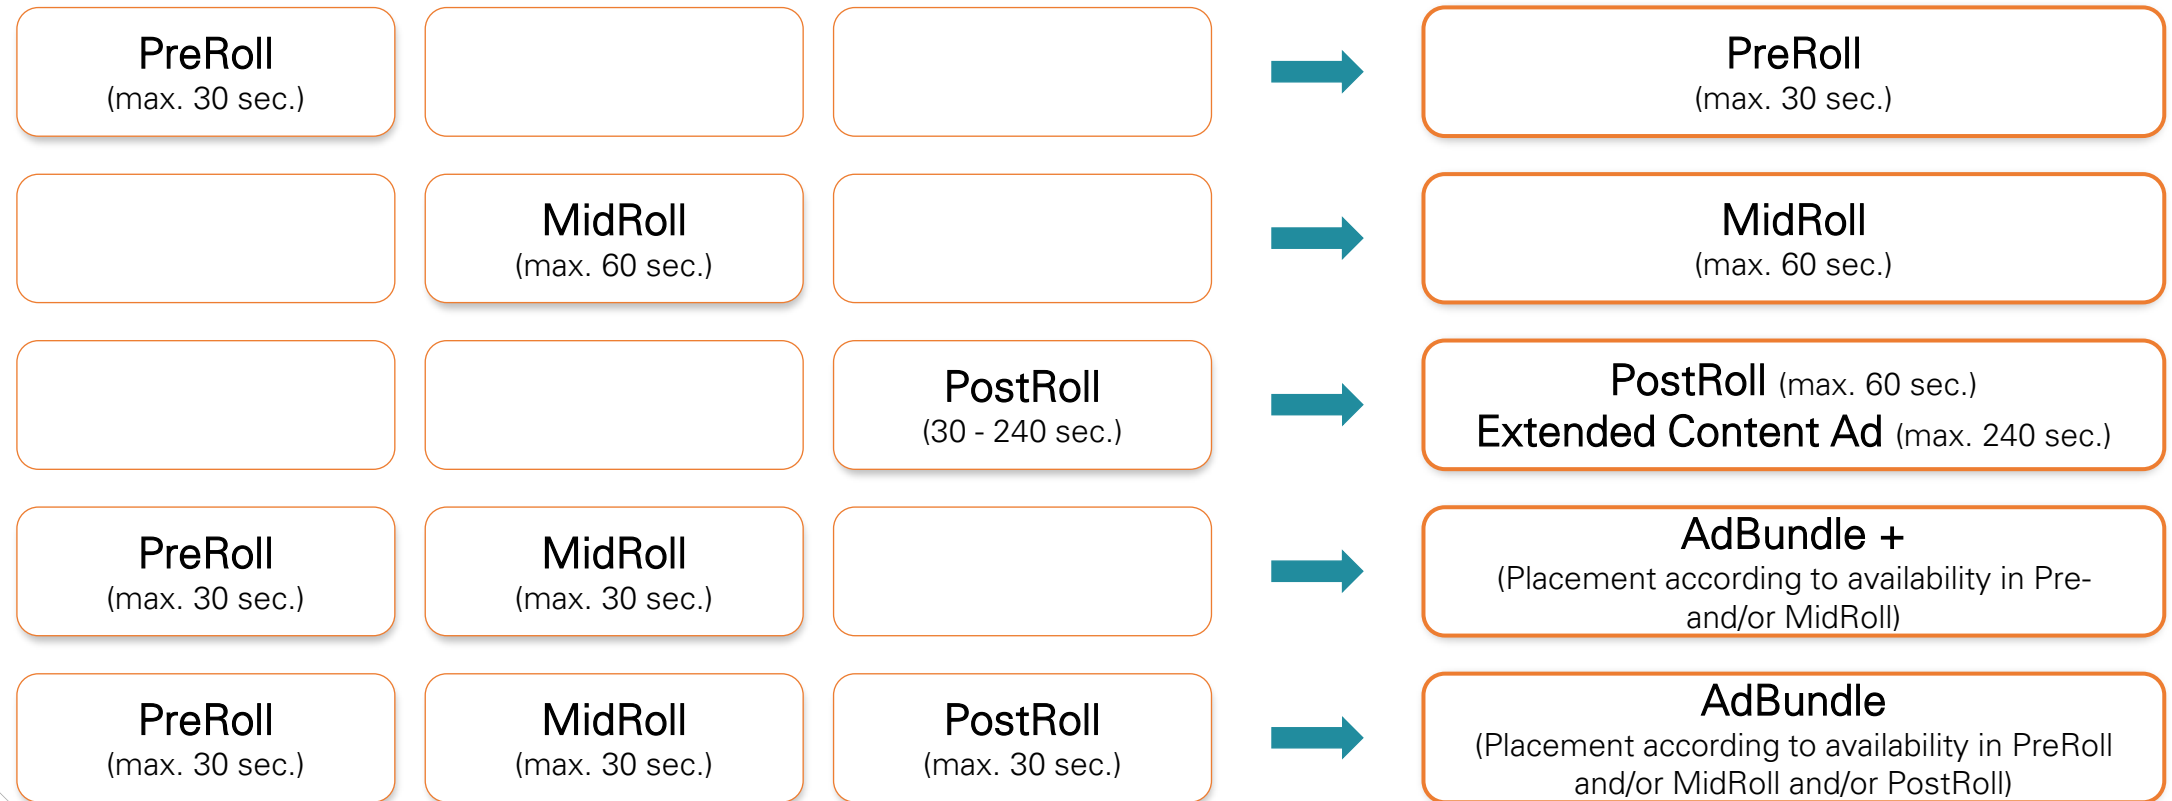 PreRoll
(max. 30 sec.)
PreRoll
(max. 30 sec.)
MidRoll
(max. 60 sec.)
MidRoll
(max. 60 sec.)
PostRoll
(30 - 240 sec.)
PostRoll (max. 60 sec.)
Extended Content Ad (max. 240 sec.)
PreRoll
(max. 30 sec.)
MidRoll
(max. 30 sec.)
AdBundle +
(Placement according to availability in Pre-
and/or MidRoll)
PreRoll
(max. 30 sec.)
MidRoll
(max. 30 sec.)
PostRoll
(max. 30 sec.)
AdBundle
(Placement according to availability in PreRoll
and/or MidRoll and/or PostRoll)